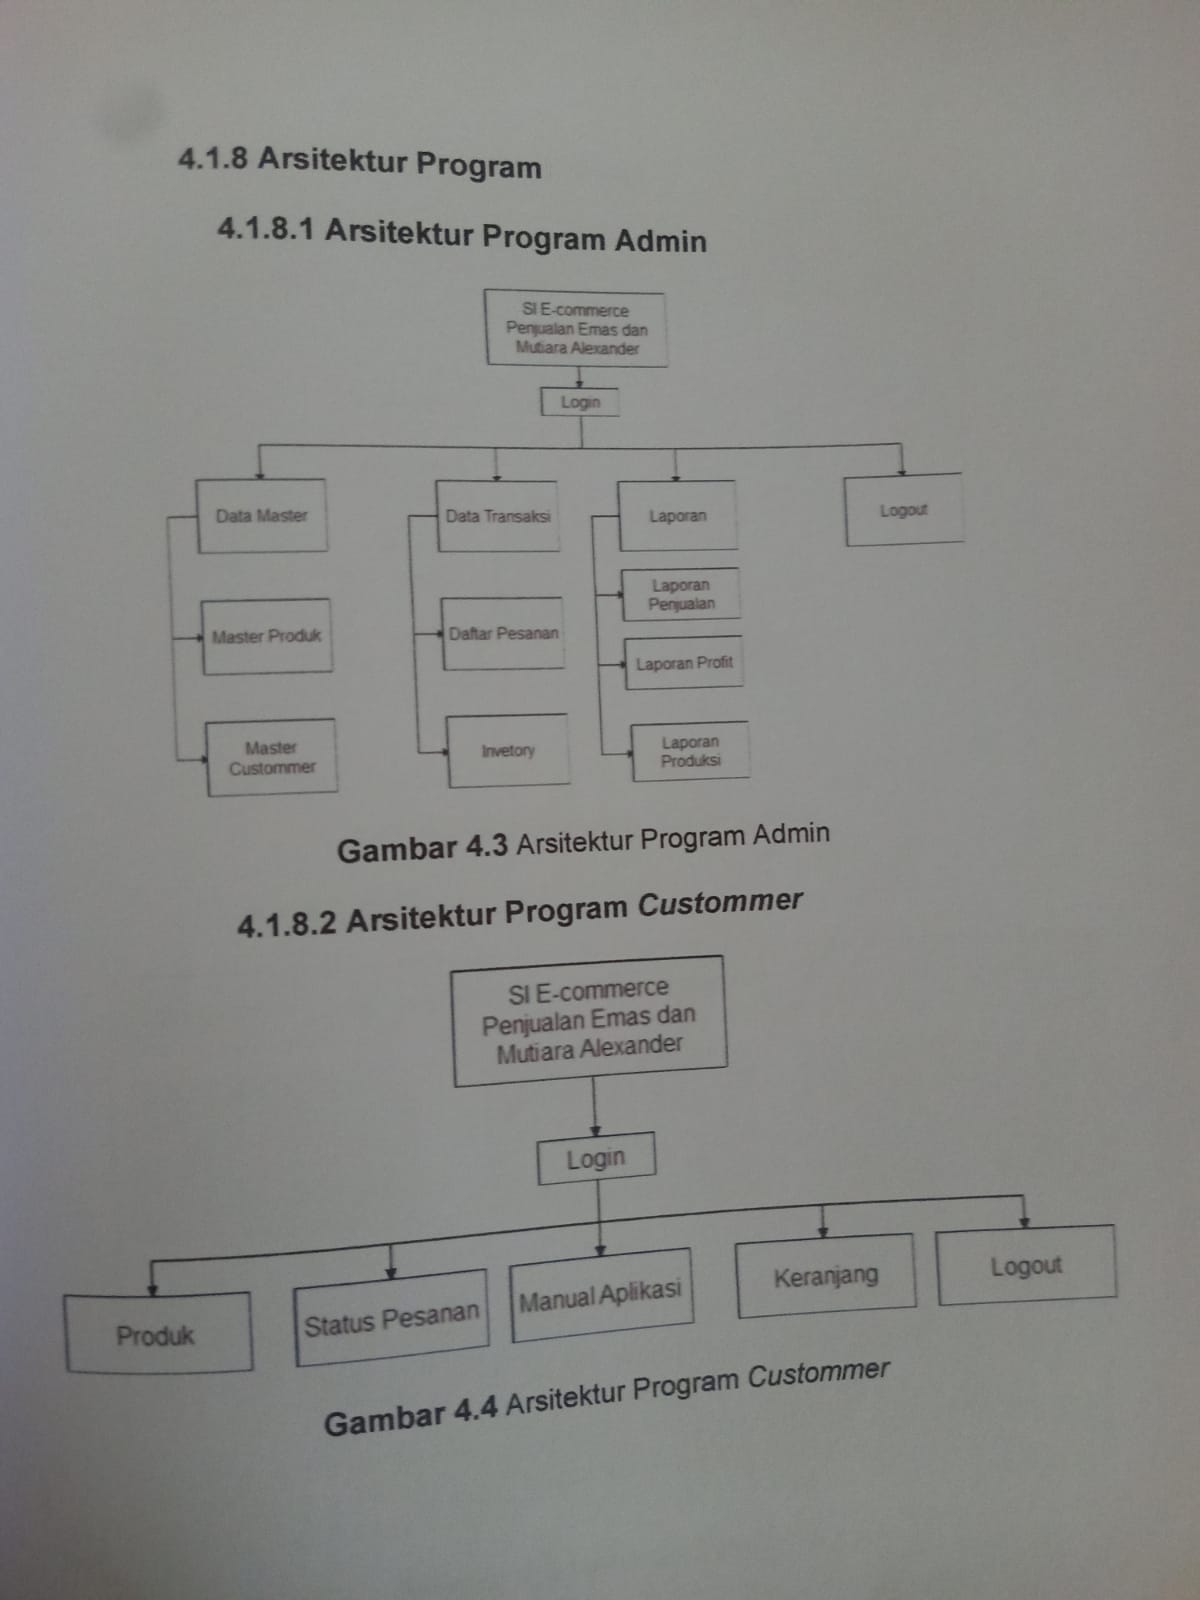 4.1.8 Arsitektur Program
4.1.8.1 Arsitektur Program Admin
SI E-commerce
Penjualan Emas dan
Mutiara Alexander
Login
Data Master
Data Transaksi
Laporan
Logout
Laporan
Penjualan
Master Produk
Daftar Pesanan
Laporan Profit
Master
Custommer
Invetory
Laporan
Produksi
Gambar 4.3 Arsitektur Program Admin
4.1.8.2 Arsitektur Program Custommer
SI E-commerce
Penjualan Emas dan
Mutiara Alexander
Login
Produk
Status Pesanan
Manual Aplikasi
Keranjang
Logout
Gambar 4.4 Arsitektur Program Custommer